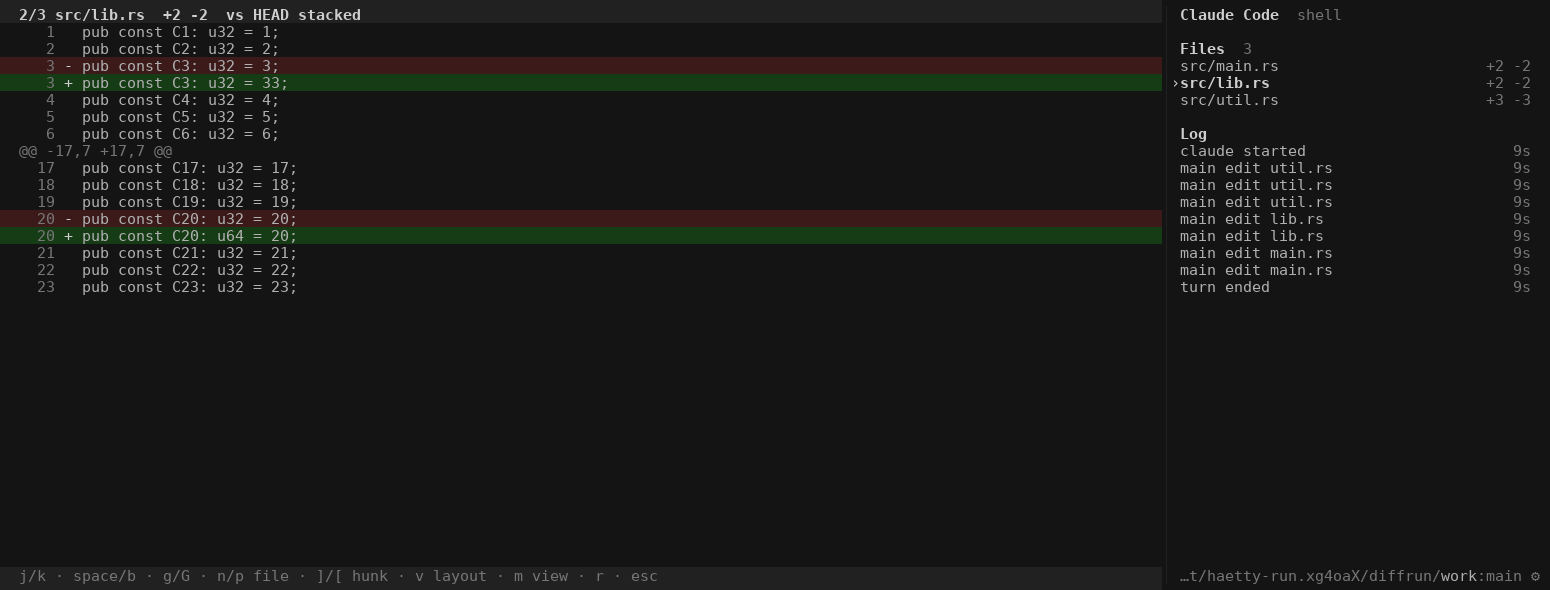 2/3 src/lib.rs  +2 -2  vs HEAD stacked
1   pub const C1: u32 = 1;
2   pub const C2: u32 = 2;
3 - pub const C3: u32 = 3;
3 + pub const C3: u32 = 33;
4   pub const C4: u32 = 4;
5   pub const C5: u32 = 5;
6   pub const C6: u32 = 6;
@@ -17,7 +17,7 @@
17   pub const C17: u32 = 17;
18   pub const C18: u32 = 18;
19   pub const C19: u32 = 19;
20 - pub const C20: u32 = 20;
20 + pub const C20: u64 = 20;
21   pub const C21: u32 = 21;
22   pub const C22: u32 = 22;
23   pub const C23: u32 = 23;
j/k · space/b · g/G · n/p file · ]/[ hunk · v layout · m view · r · esc
Claude Code  shell
Files  3
src/main.rs +2 -2
›src/lib.rs +2 -2
src/util.rs +3 -3
Log
claude started 9s
main edit util.rs 9s
main edit util.rs 9s
main edit util.rs 9s
main edit lib.rs 9s
main edit lib.rs 9s
main edit main.rs 9s
main edit main.rs 9s
turn ended 9s
…t/haetty-run.xg4oaX/diffrun/work:main ⚙